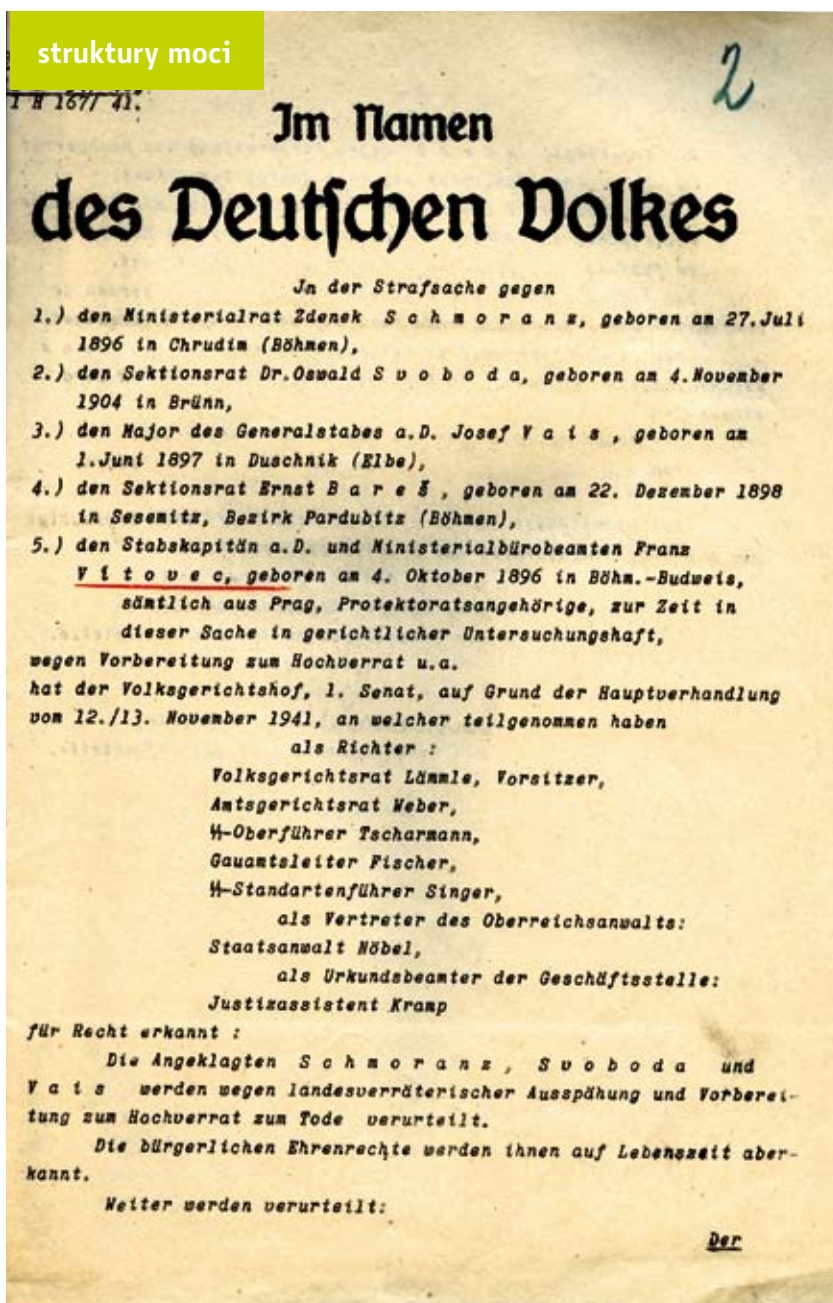 struktury moci
2
1 H 167/ 41.
Im Namen
des Deutschen Volkes
In der Strafsache gegen
1.) den Ministerialrat Zdenek S c h m o r a n z, geboren am 27.Juli
1896 in Chrudim (Böhmen),
2.) den Sektionsrat Dr.Oswald S v o b o d a, geboren am 4.November
1904 in Brünn,
3.) den Major des Generalstabes a.D. Josef V a i s , geboren am
1.Juni 1897 in Duschnik (Elbe),
4.) den Sektionsrat Ernst B a r e š , geboren am 22. Dezember 1898
in Sesemitz, Bezirk Pardubitz (Böhmen),
5.) den Stabskapitän a.D. und Ministerialbürobeamten Franz
V i t o v e c, geboren am 4. Oktober 1896 in Böhm.-Budweis,
sämtlich aus Prag, Protektoratsangehörige, zur Zeit in
dieser Sache in gerichtlicher Untersuchungshaft,
wegen Vorbereitung zum Hochverrat u.a.
hat der Volksgerichtshof, 1. Senat, auf Grund der Hauptverhandlung
vom 12./13. November 1941, an welcher teilgenommen haben
als Richter :
Volksgerichtsrat Lämmle, Vorsitzer,
Amtsgerichtsrat Weber,
SS-Oberführer Tscharmann,
Gauamtsleiter Fischer,
SS-Standartenführer Singer,
als Vertreter des Oberreichsanwalts:
Staatsanwalt Nöbel,
als Urkundsbeamter der Geschäftsstelle:
Justizassistent Kramp
für Recht erkannt :
Die Angeklagten S c h m o r a n z , S v o b o d a und
V a i s werden wegen landesverräterischer Ausspähung und Vorberei-
tung zum Hochverrat zum Tode verurteilt.
Die bürgerlichen Ehrenrechte werden ihnen auf Lebenszeit aber-
kannt.
Weiter werden verurteilt:
Der